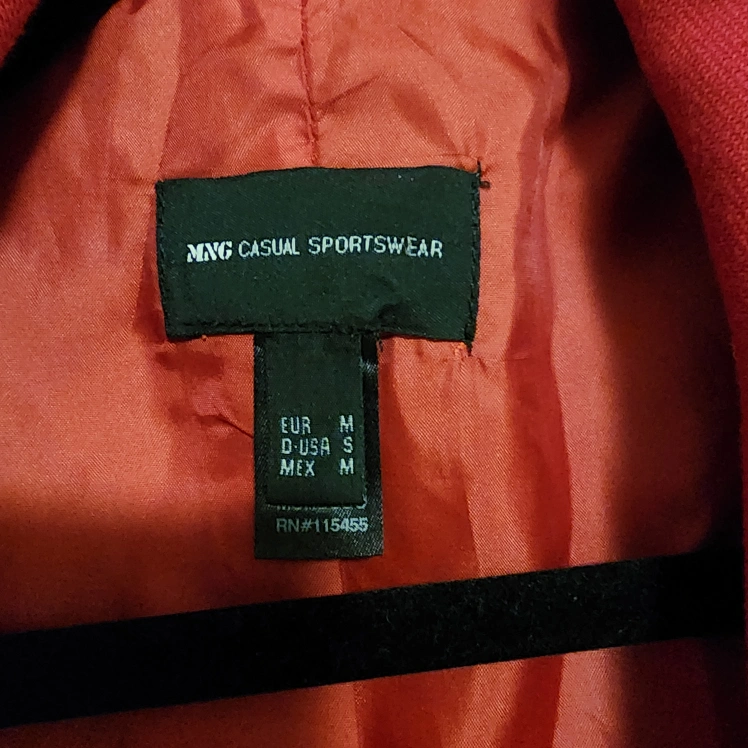 MNG CASUAL SPORTSWEAR
EUR M
D·USA S
MEX M
RN#115455